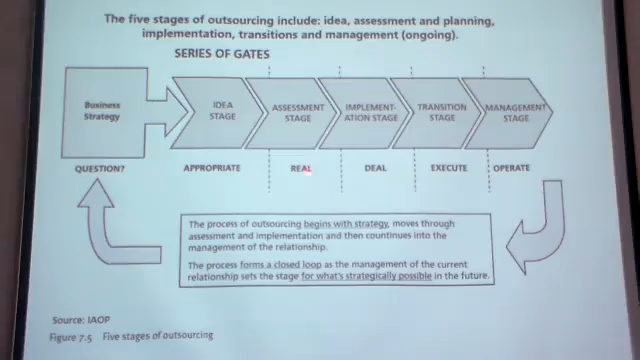 The five stages of outsourcing include: idea, assessment and planning,
implementation, transitions and management (ongoing).
SERIES OF GATES
Business
Strategy
IDEA
STAGE
ASSESSMENT
STAGE
IMPLEMENT-
ATION STAGE
TRANSITION
STAGE
MANAGEMENT
STAGE
QUESTION?
APPROPRIATE
REAL
DEAL
EXECUTE
OPERATE
The process of outsourcing begins with strategy, moves through
assessment and implementation and then countinues into the
management of the relationship.
The process forms a closed loop as the management of the current
relationship sets the stage for what's strategically possible in the future.
Source: IAOP
Figure 7.5 Five stages of outsourcing